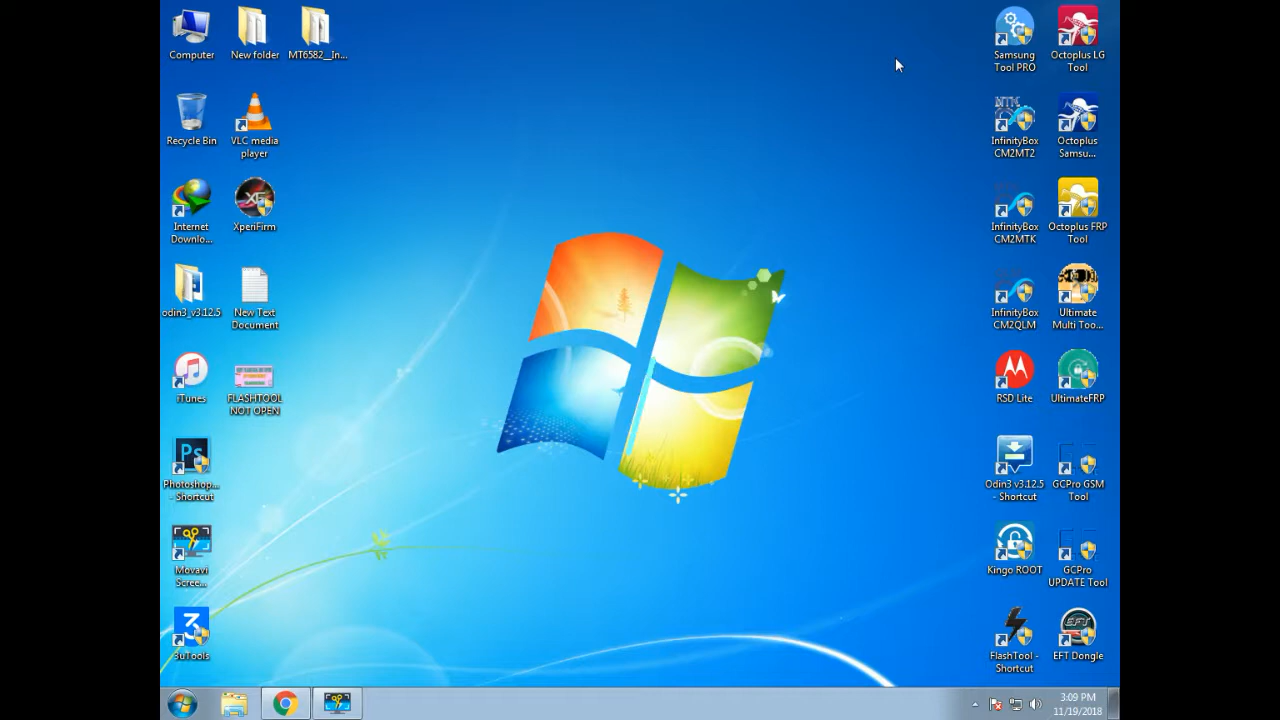 Computer
New folder
MT6582__In...
Recycle Bin
VLC media
player
Internet
Downlo...
XperiFirm
odin3_v3.12.5
New Text
Document
iTunes
FLASHTOOL
NOT OPEN
Ps
Photoshop...
- Shortcut
Movavi
Scree...
3uTools
Samsung
Tool PRO
Octoplus LG
Tool
InfinityBox
CM2MT2
Octoplus
Samsu...
InfinityBox
CM2MTK
Octoplus FRP
Tool
InfinityBox
CM2QLM
Ultimate
Multi Too...
RSD Lite
UltimateFRP
Odin3 v3.12.5
- Shortcut
GCPro GSM
Tool
Kingo ROOT
GCPro
UPDATE Tool
FlashTool -
Shortcut
EFT
EFT Dongle
3:09 PM
11/19/2018